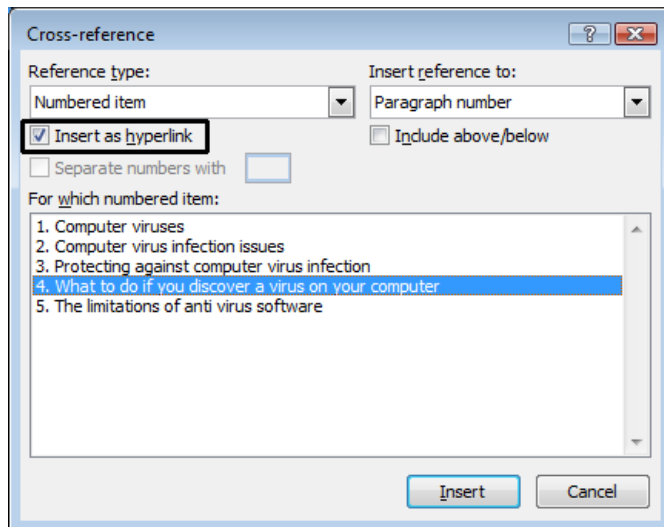 Cross-reference
Reference type:
Insert reference to:
Numbered item
Paragraph number
Insert as hyperlink
Include above/below
Separate numbers with
For which numbered item:
1. Computer viruses
2. Computer virus infection issues
3. Protecting against computer virus infection
4. What to do if you discover a virus on your computer
5. The limitations of anti virus software
Insert
Cancel